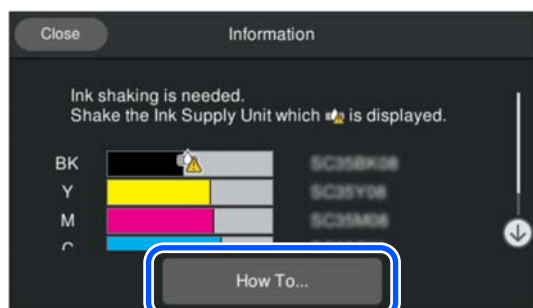 Close
Information
Ink shaking is needed.
Shake the Ink Supply Unit which is displayed.
BK
Y
M
C
How To...